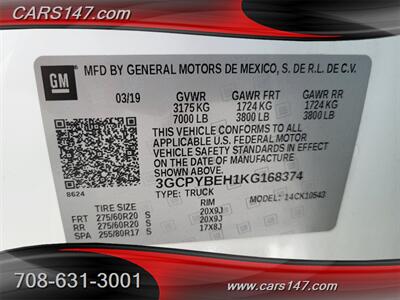 CARS147.com
GM
MFD BY GENERAL MOTORS DE MEXICO, S. DE R.L. DE C.V.
03/19 GVWR GAWR FRT GAWR RR
3175 KG 1724 KG 1724 KG
7000 LB 3800 LB 3800 LB
THIS VEHICLE CONFORMS TO ALL
APPLICABLE U.S. FEDERAL
MOTOR VEHICLE SAFETY STANDARDS
IN EFFECT ON THE DATE OF MANUFACTURE
SHOWN ABOVE.
3GCPYBEH1KG168374
8624
TYPE: TRUCK MODEL: 14CK10543
TIRE SIZE RIM
FRT 275/60R20 S 20X9J
RR 275/60R20 S 20X9J
SPA 255/80R17 S 17X8J
708-631-3001
CARS147.com